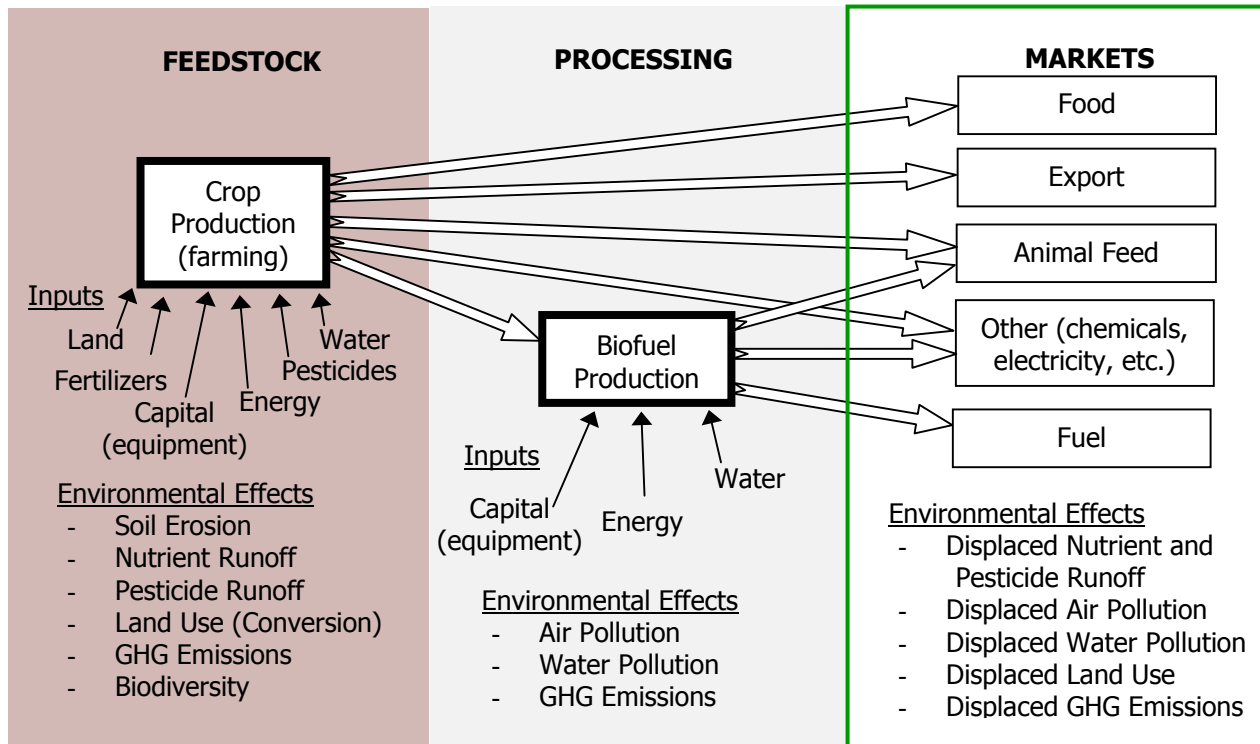 FEEDSTOCK
Crop
Production
(farming)
Inputs
Land
Fertilizers
Capital
(equipment)
Energy
Pesticides
Water
Environmental Effects
- Soil Erosion
- Nutrient Runoff
- Pesticide Runoff
- Land Use (Conversion)
- GHG Emissions
- Biodiversity
PROCESSING
Biofuel
Production
Inputs
Capital
(equipment)
Energy
Water
Environmental Effects
- Air Pollution
- Water Pollution
- GHG Emissions
MARKETS
Food
Export
Animal Feed
Other (chemicals,
electricity, etc.)
Fuel
Environmental Effects
- Displaced Nutrient and
Pesticide Runoff
- Displaced Air Pollution
- Displaced Water Pollution
- Displaced Land Use
- Displaced GHG Emissions